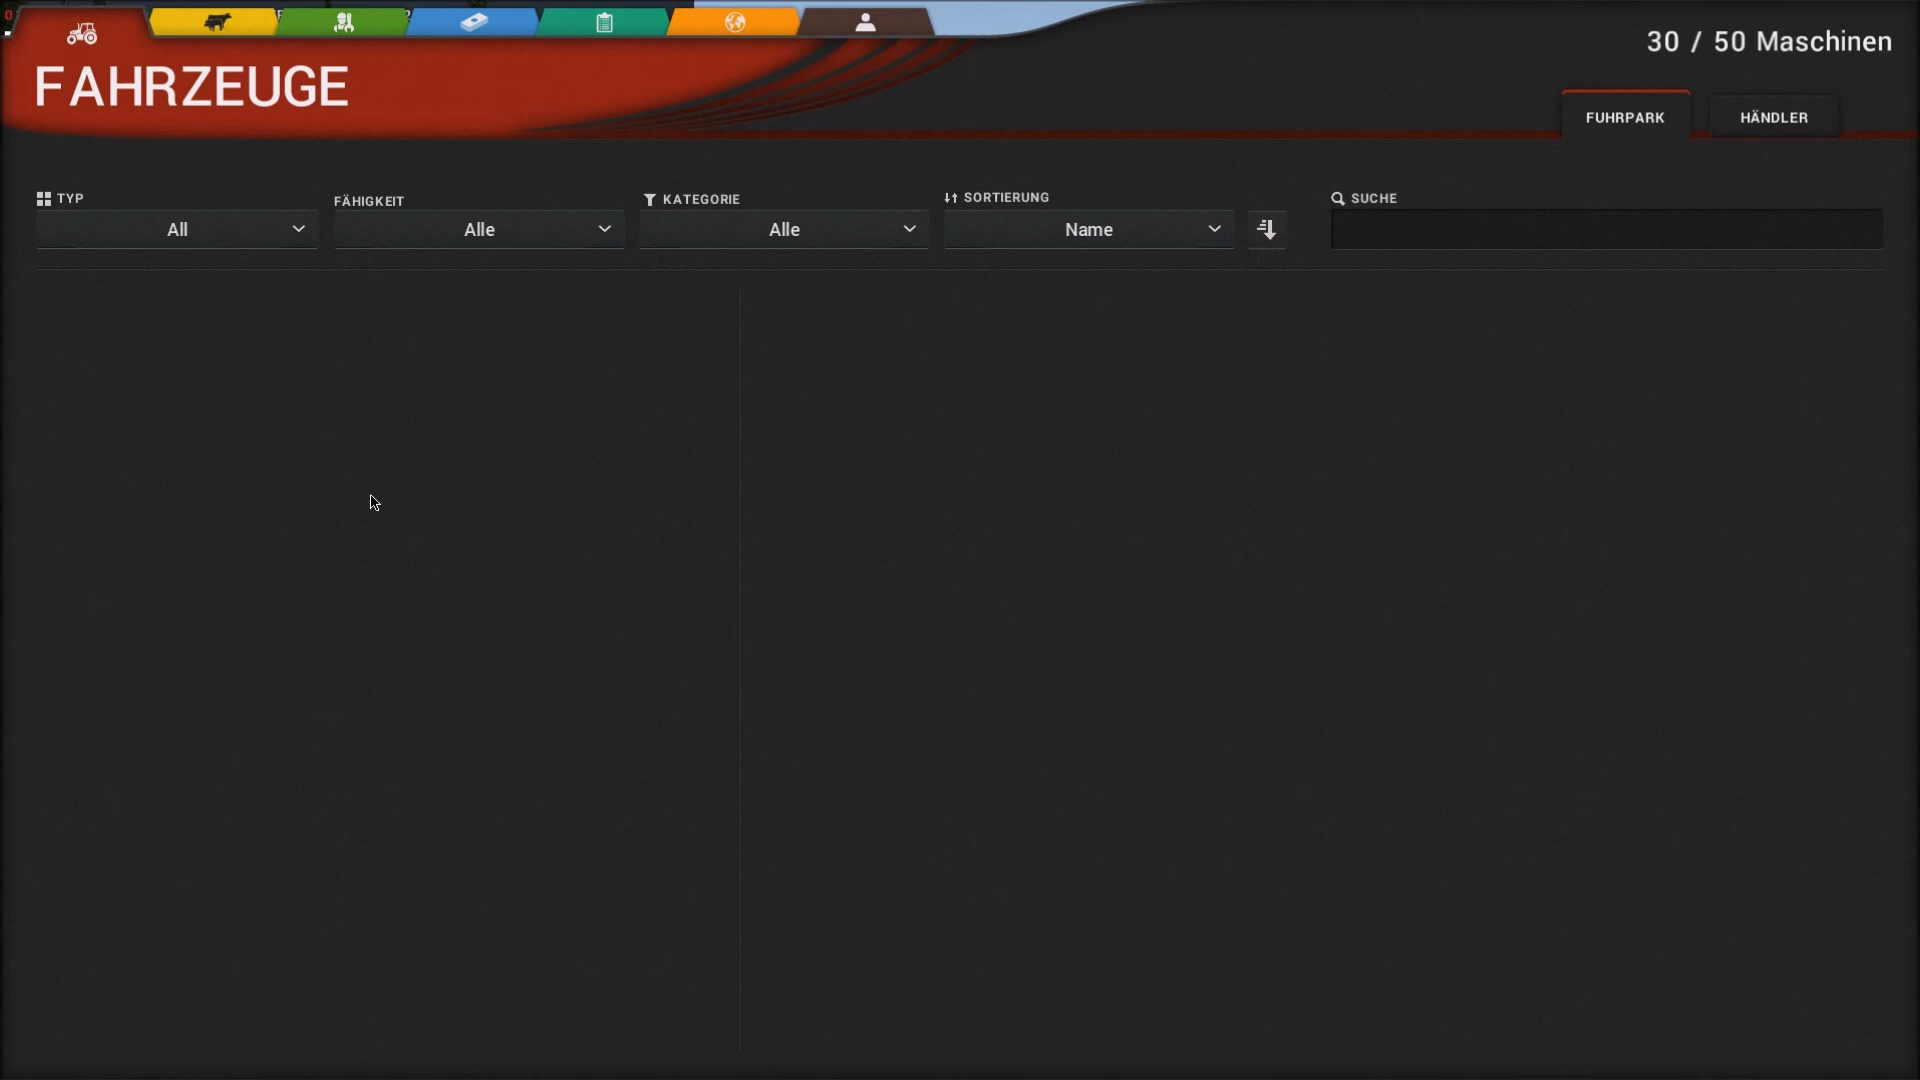 30 / 50 Maschinen
FAHRZEUGE
FUHRPARK
HÄNDLER
TYP
FÄHIGKEIT
KATEGORIE
SORTIERUNG
SUCHE
All
Alle
Alle
Name